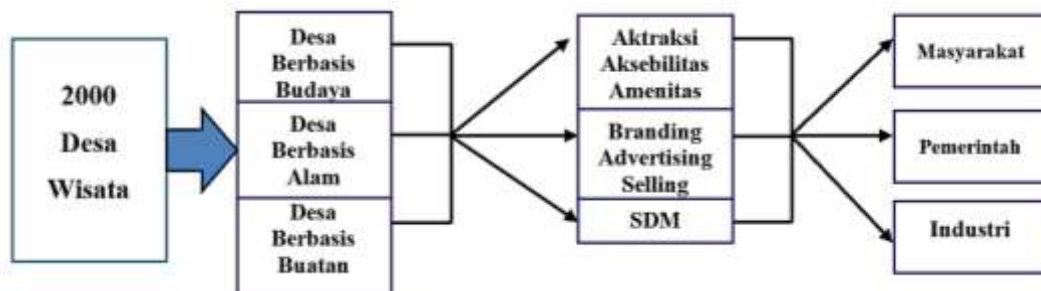 2000
Desa
Wisata
Desa
Berbasis
Budaya
Desa
Berbasis
Alam
Desa
Berbasis
Buatan
Aktraksi
Aksebilitas
Amenitas
Branding
Advertising
Selling
SDM
Masyarakat
Pemerintah
Industri